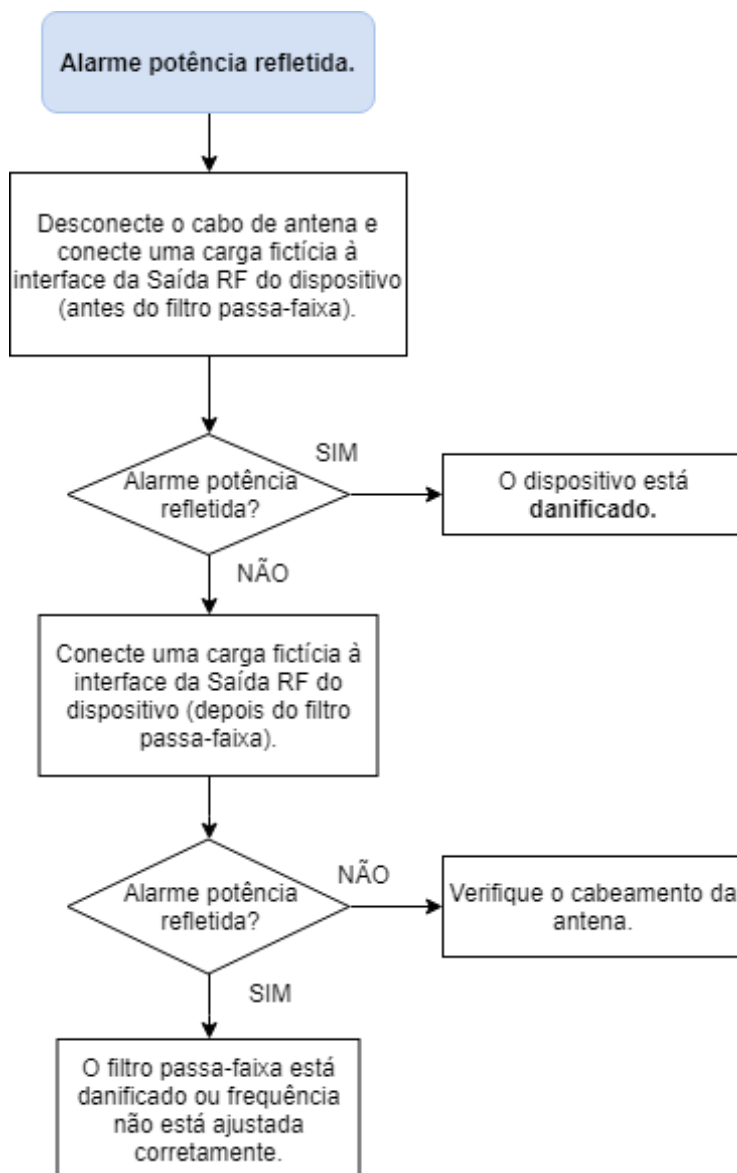 Alarme potência refletida.
Desconecte o cabo de antena e
conecte uma carga fictícia à
interface da Saída RF do dispositivo
(antes do filtro passa-faixa).
Alarme potência
refletida?
SIM
O dispositivo está
danificado.
NÃO
Conecte uma carga fictícia à
interface da Saída RF do
dispositivo (depois do filtro
passa-faixa).
Alarme potência
refletida?
NÃO
Verifique o cabeamento da
antena.
SIM
O filtro passa-faixa está
danificado ou frequência
não está ajustada
corretamente.